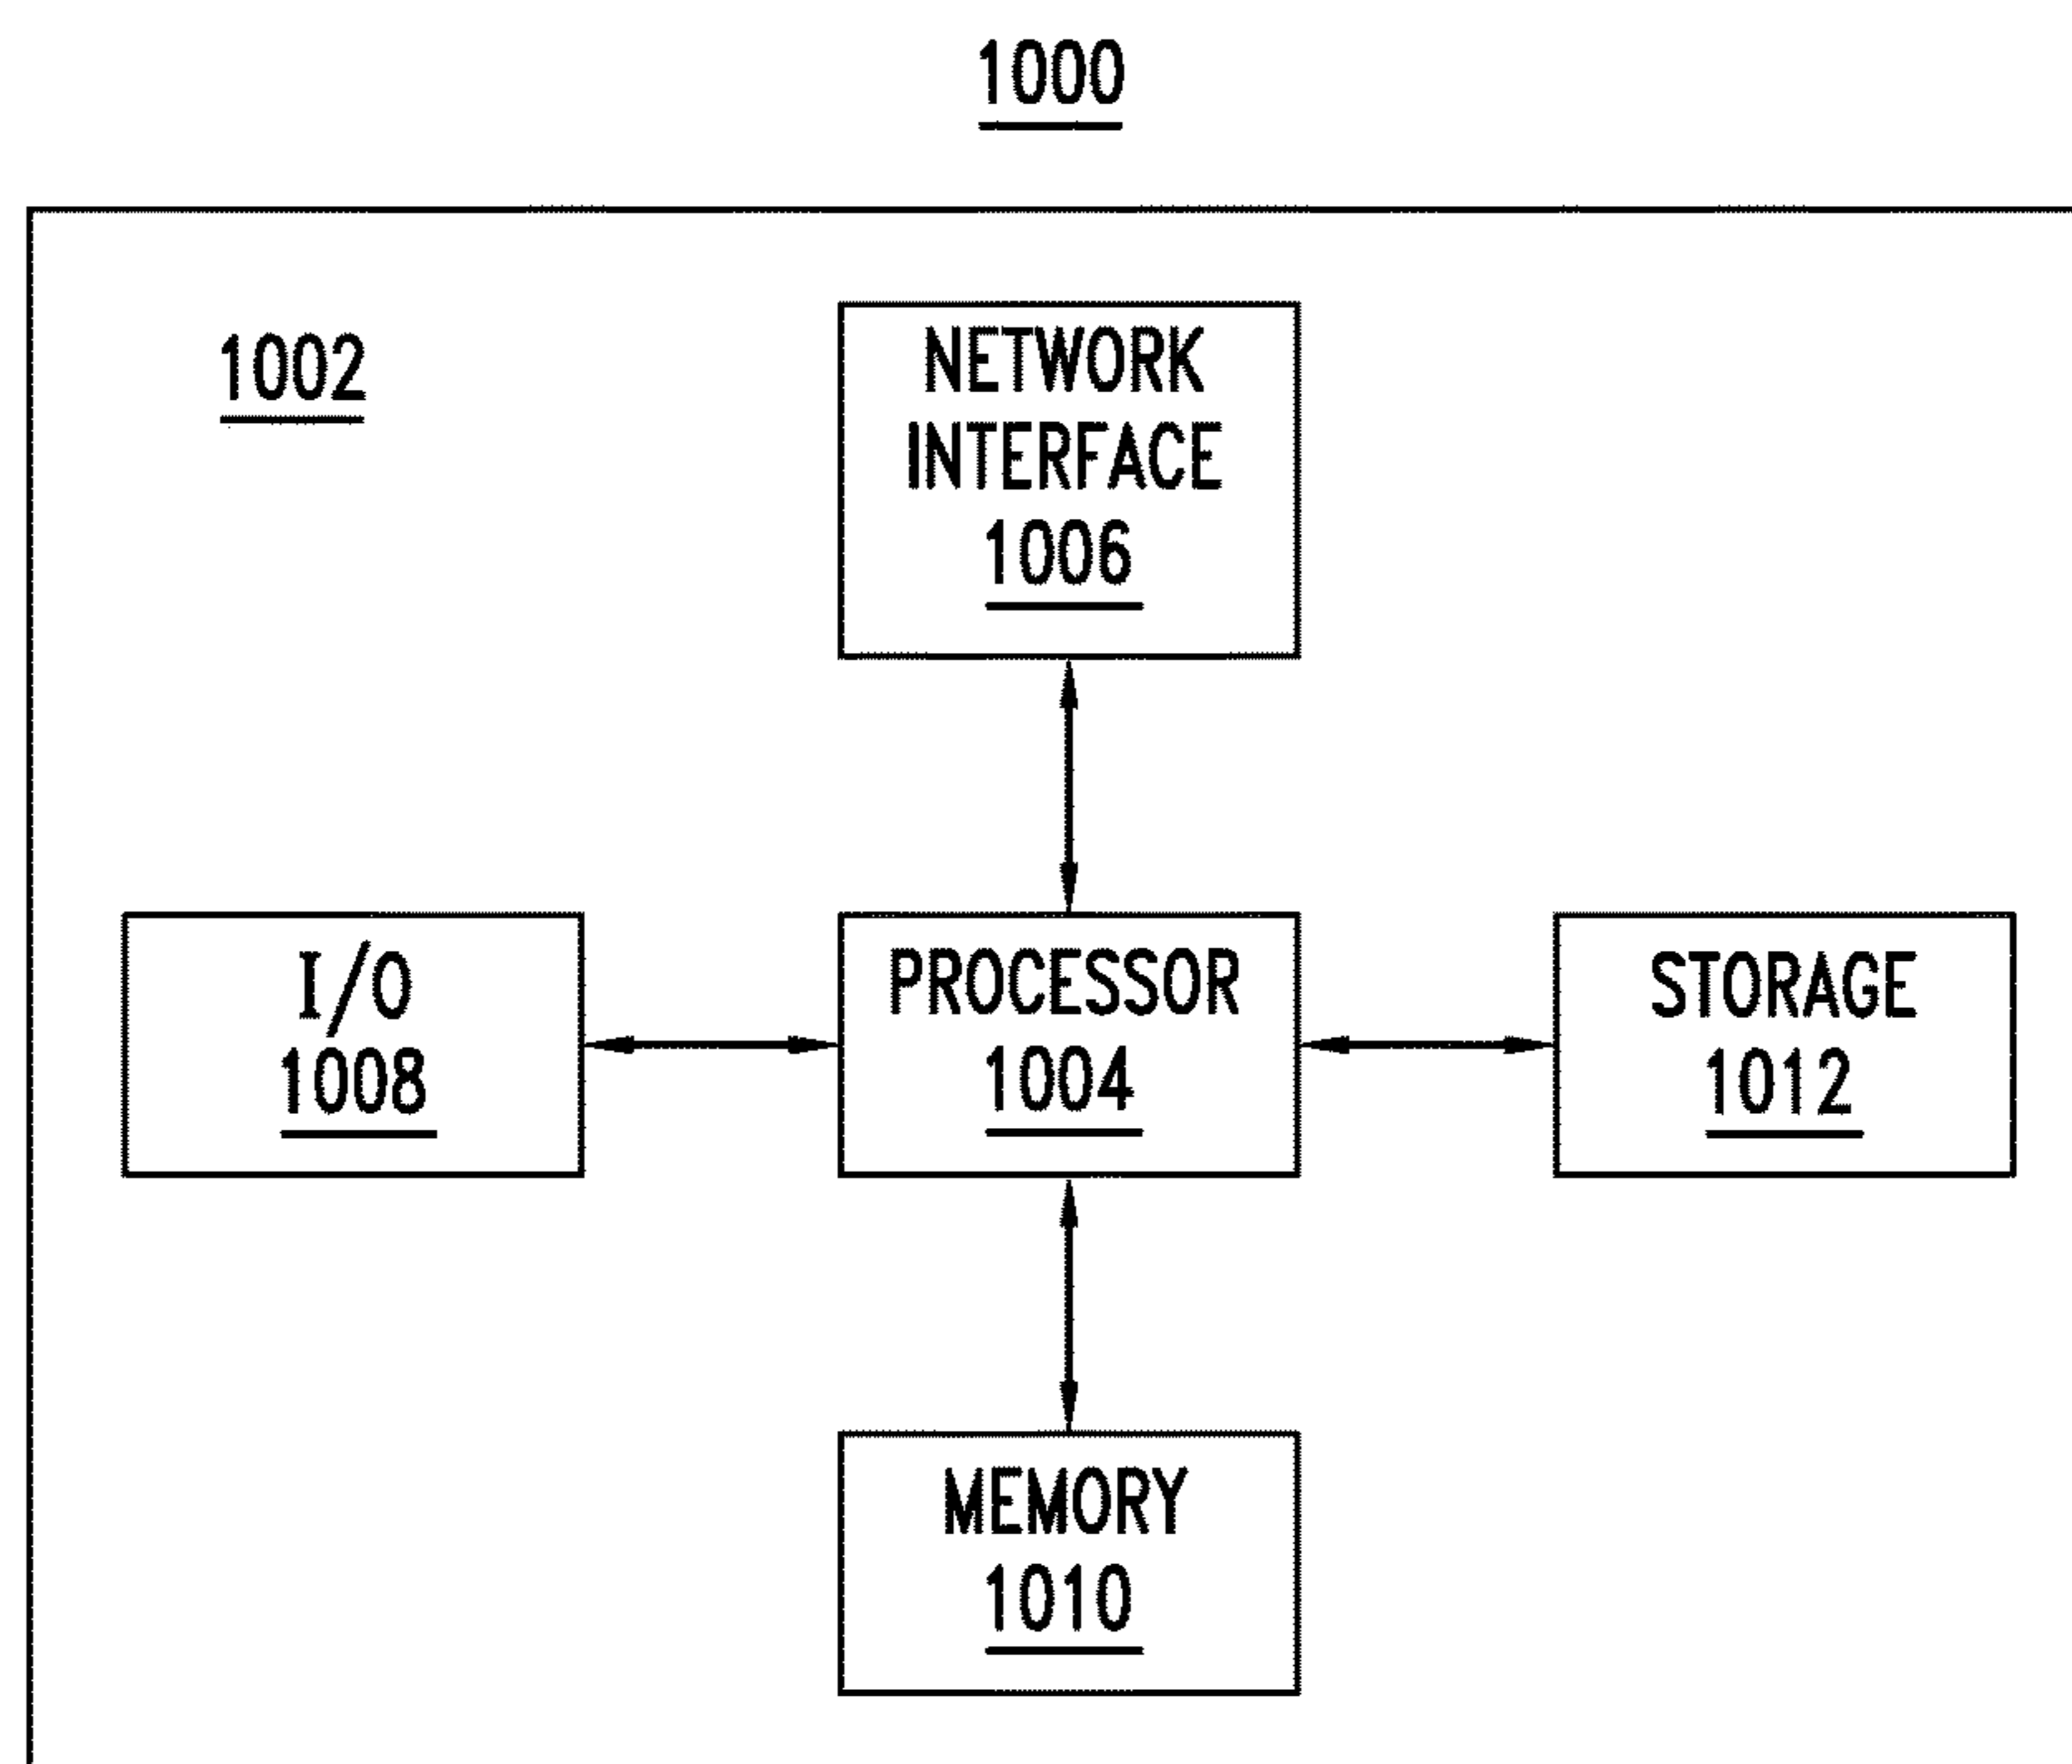 1000
1002
NETWORK
INTERFACE
1006
I/O
1008
PROCESSOR
1004
STORAGE
1012
MEMORY
1010